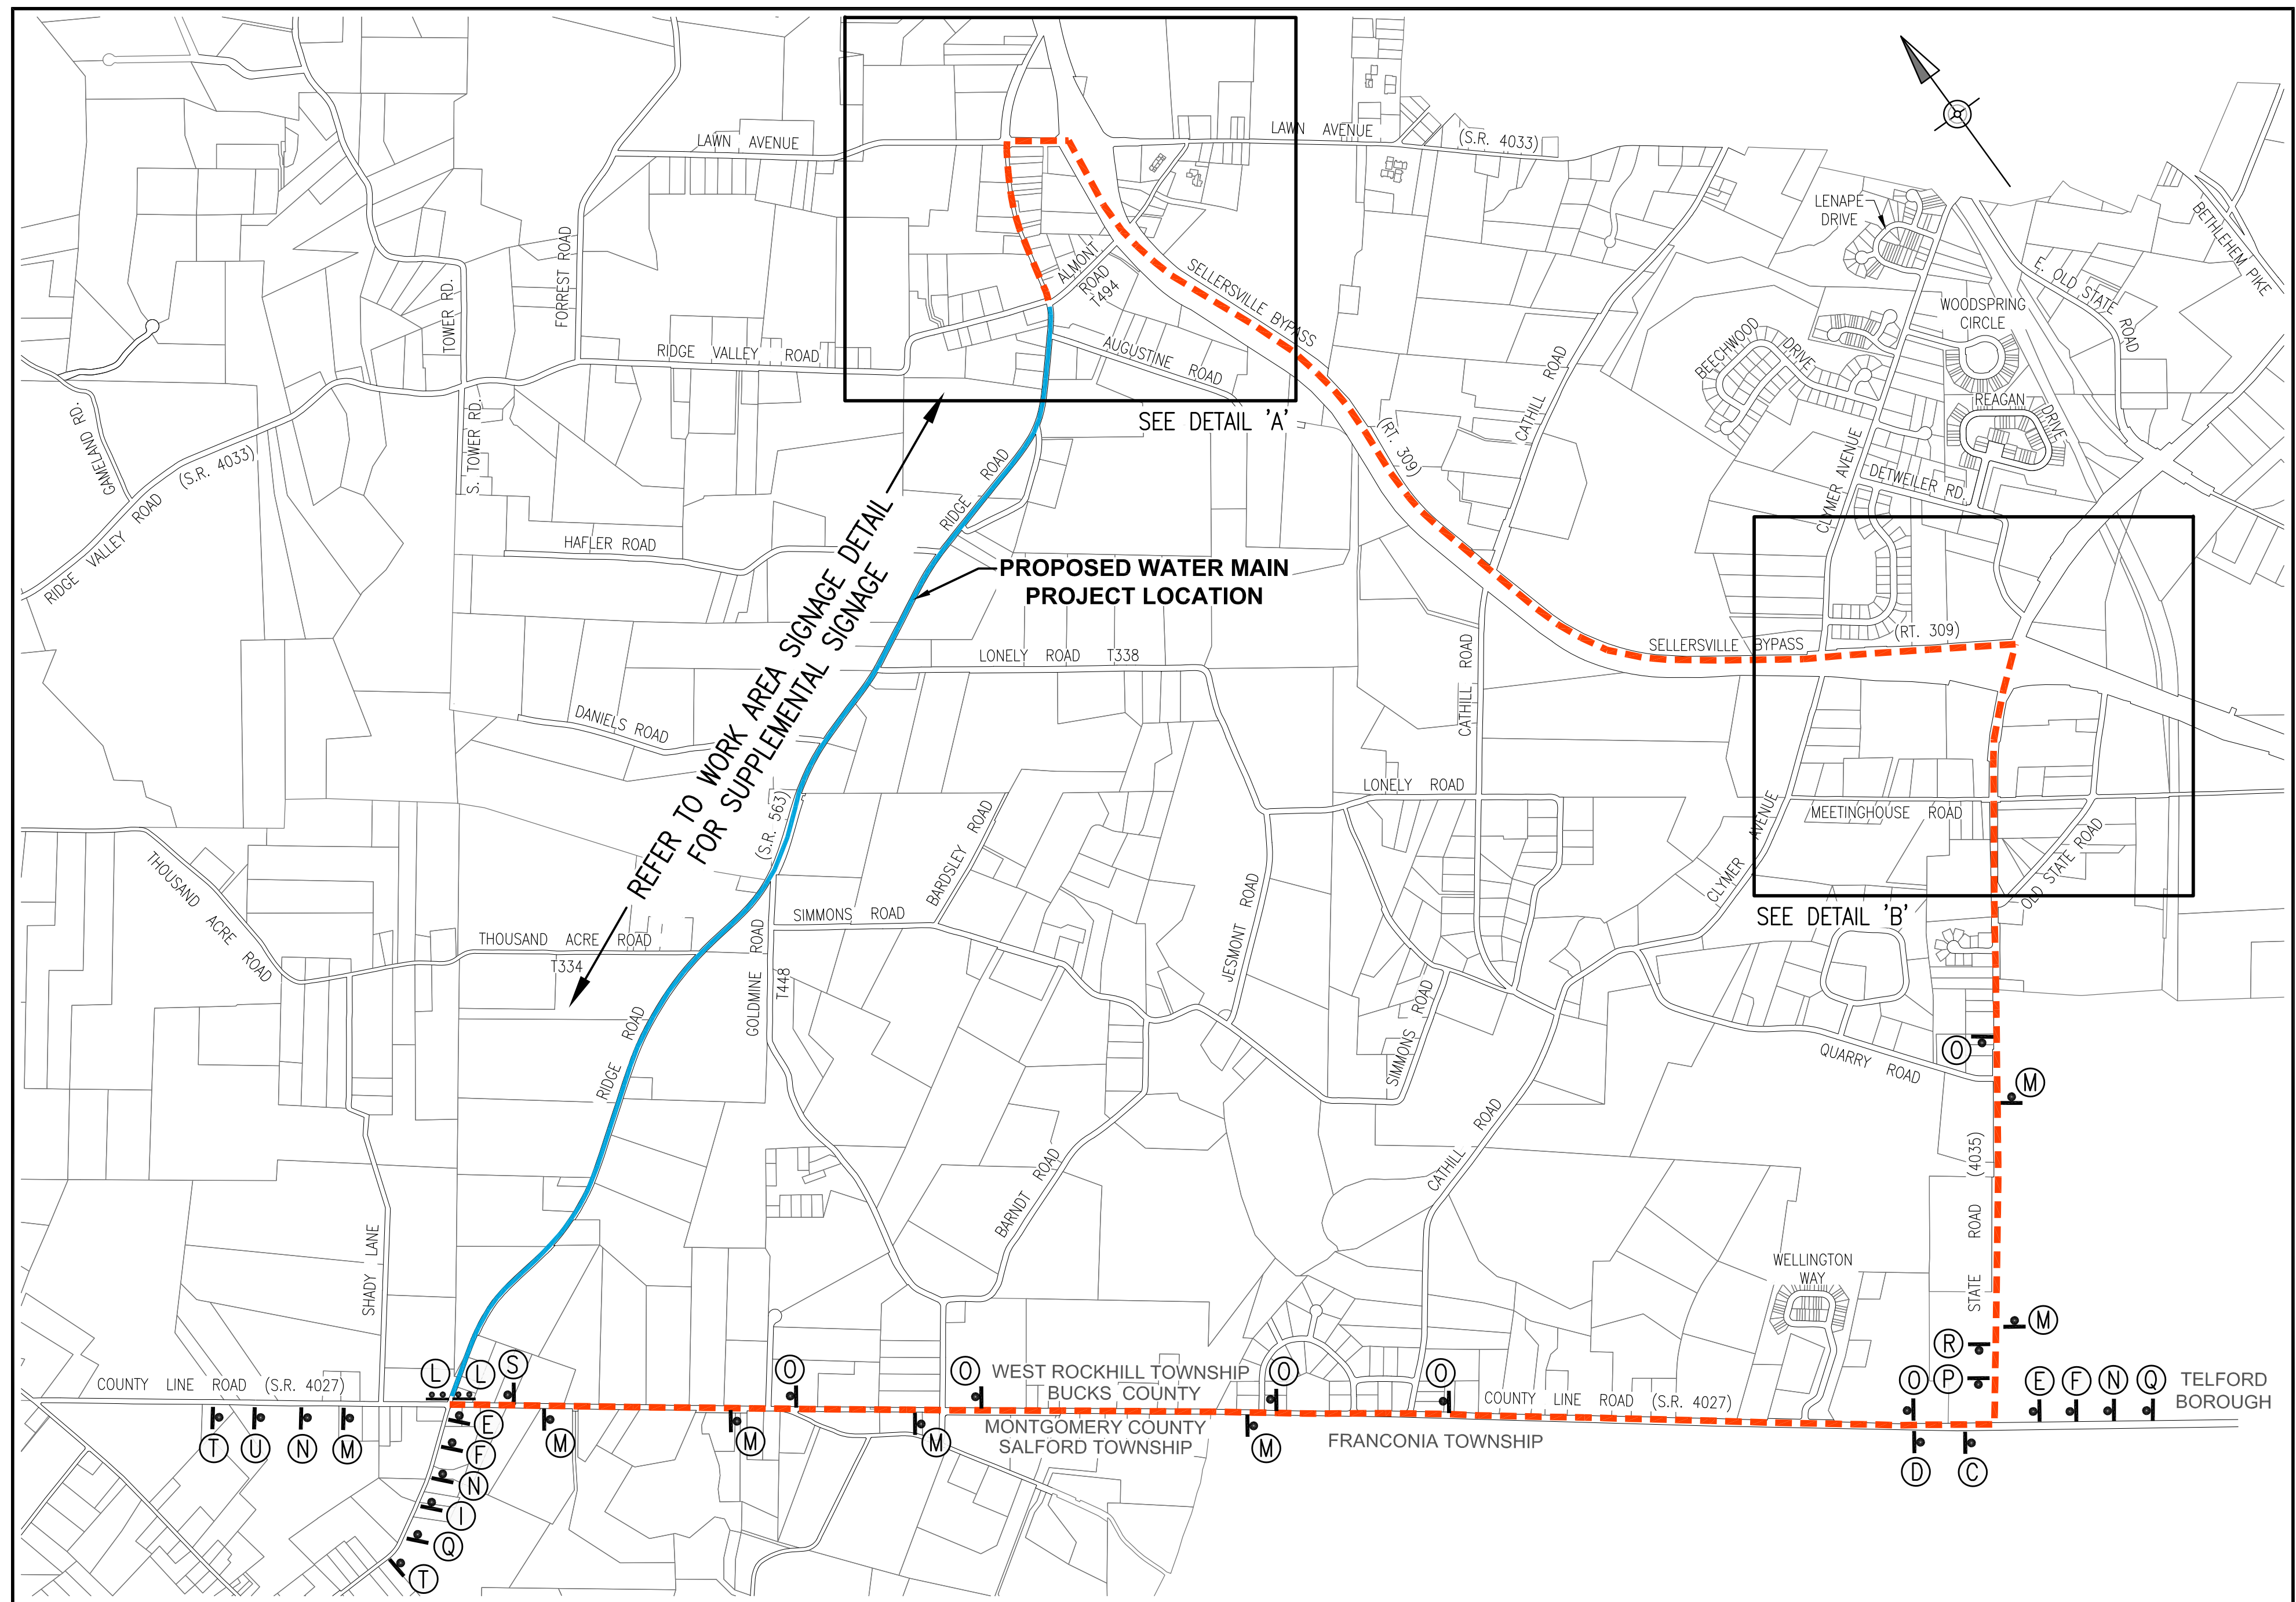 LAWN AVENUE
LAWN AVENUE
(S.R. 4033)
LENAPE
DRIVE
BETHLEHEM PIKE
E. OLD STATE ROAD
WOODSPRING
CIRCLE
FORREST ROAD
TOWER RD.
ALMONT
ROAD
T494
SELLERSVILLE BYPASS
BEECHWOOD DRIVE
RIDGE VALLEY ROAD
AUGUSTINE ROAD
REAGAN DRIVE
CATHILL ROAD
SEE DETAIL 'A'
GAMELAND RD.
S. TOWER RD.
(RT. 309)
RIDGE VALLEY ROAD (S.R. 4033)
RIDGE ROAD
CLYMER AVENUE
DETWEILER RD.
HAFLER ROAD
PROPOSED WATER MAIN
PROJECT LOCATION
REFER TO WORK AREA SIGNAGE DETAIL
FOR SUPPLEMENTAL SIGNAGE
LONELY ROAD T338
CATHILL ROAD
SELLERSVILLE BYPASS
(RT. 309)
DANIELS ROAD
LONELY ROAD
MEETINGHOUSE ROAD
(S.R. 563)
BARDSLEY ROAD
CLYMER AVENUE
OLD STATE ROAD
THOUSAND ACRE ROAD
SEE DETAIL 'B'
THOUSAND ACRE ROAD
T334
SIMMONS ROAD
GOLDMINE ROAD
T448
JESMONT ROAD
SIMMONS ROAD
QUARRY ROAD
O
M
RIDGE ROAD
CATHILL ROAD
BARNDT ROAD
SHADY LANE
STATE ROAD (4035)
WELLINGTON
WAY
M
R
L L S O O O O O P E F N Q
COUNTY LINE ROAD (S.R. 4027)
WEST ROCKHILL TOWNSHIP
BUCKS COUNTY
COUNTY LINE ROAD (S.R. 4027)
TELFORD
BOROUGH
MONTGOMERY COUNTY
SALFORD TOWNSHIP
FRANCONIA TOWNSHIP
T U N M
E
F
N
I
Q
T
M M M M D C